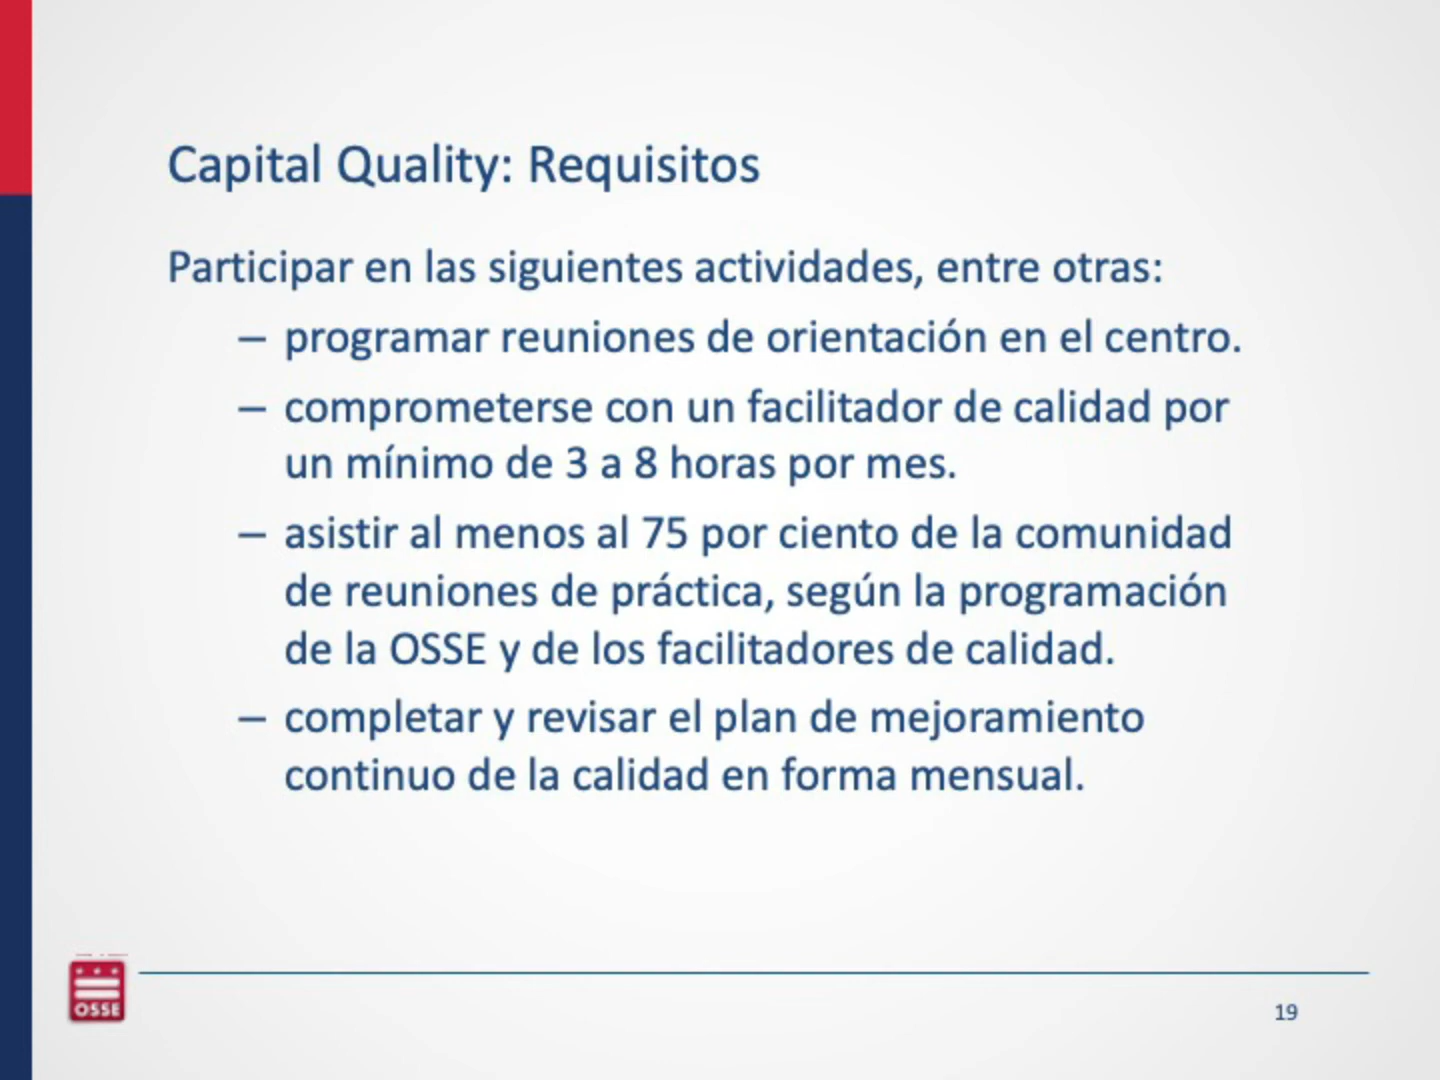 Capital Quality: Requisitos
Participar en las siguientes actividades, entre otras:
– programar reuniones de orientación en el centro.
– comprometerse con un facilitador de calidad por
un mínimo de 3 a 8 horas por mes.
– asistir al menos al 75 por ciento de la comunidad
de reuniones de práctica, según la programación
de la OSSE y de los facilitadores de calidad.
– completar y revisar el plan de mejoramiento
continuo de la calidad en forma mensual.
OSSE
19